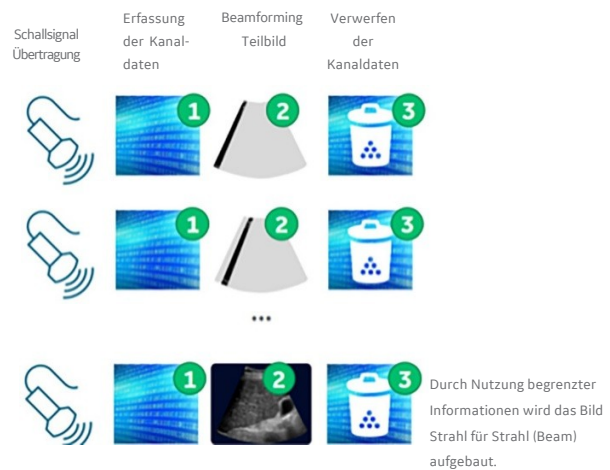 Schallsignal
Übertragung
Erfassung
der Kanal-
daten
Beamforming
Teilbild
Verwerfen
der
Kanaldaten
1 2 3
1 2 3
...
1 2 3
Durch Nutzung begrenzter
Informationen wird das Bild
Strahl für Strahl (Beam)
aufgebaut.